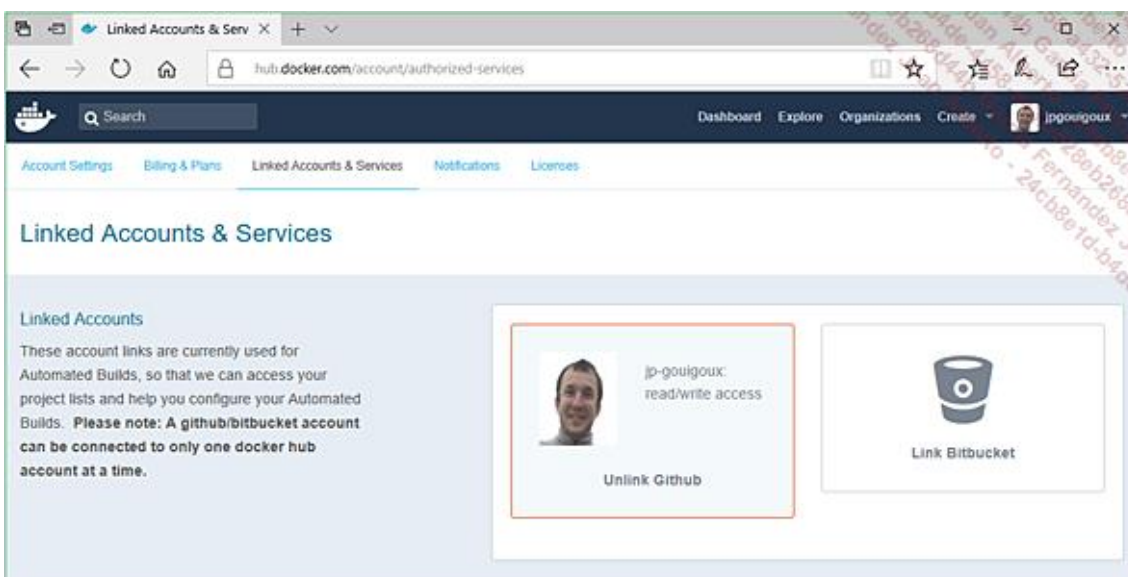 Linked Accounts & Serv
hub.docker.com/account/authorized-services
Search
Dashboard Explore Organizations Create jpgouigoux
Account Settings Billing & Plans Linked Accounts & Services Notifications Licenses
Linked Accounts & Services
Linked Accounts
These account links are currently used for
Automated Builds, so that we can access your
project lists and help you configure your Automated
Builds. Please note: A github/bitbucket account
can be connected to only one docker hub
account at a time.
jp-gouigoux:
read/write access
Unlink Github
Link Bitbucket